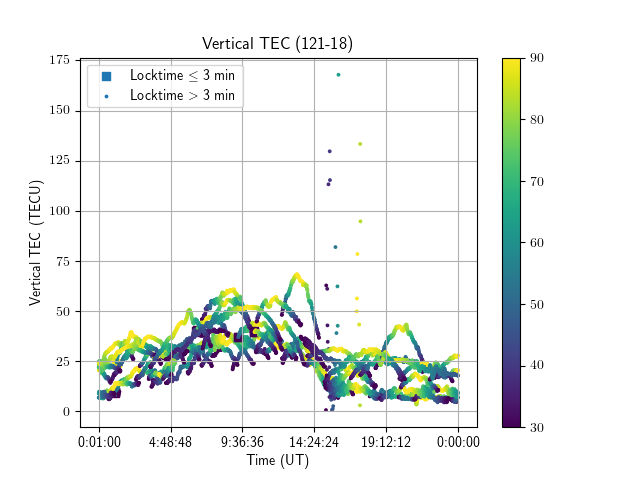 Vertical TEC (121-18)
175
150
125
100
75
50
25
0
Vertical TEC (TECU)
Locktime ≤ 3 min
Locktime > 3 min
0:01:00 4:48:48 9:36:36 14:24:24 19:12:12 0:00:00
Time (UT)
90
80
70
60
50
40
30